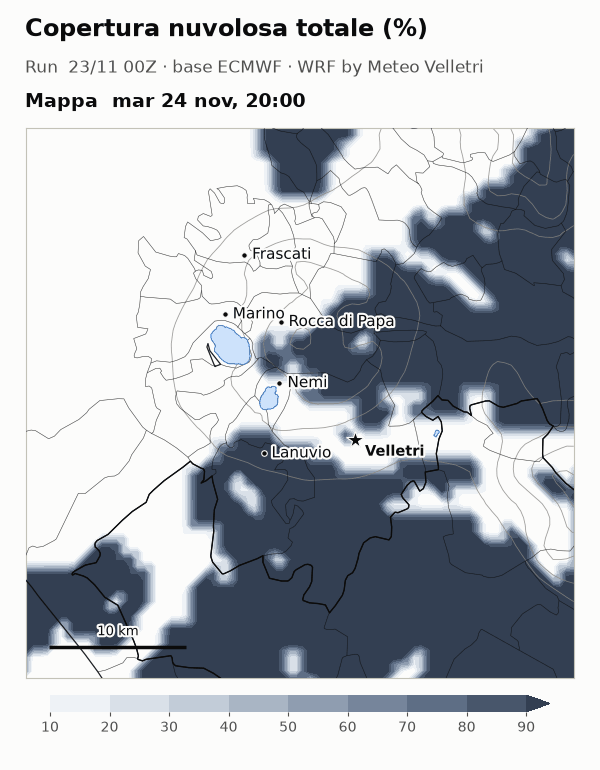 Copertura nuvolosa totale (%)
Run  23/11 00Z · base ECMWF · WRF by Meteo Velletri
Mappa  mar 24 nov, 20:00
Frascati
Marino
Rocca di Papa
Nemi
Velletri
Lanuvio
10 km
10 20 30 40 50 60 70 80 90